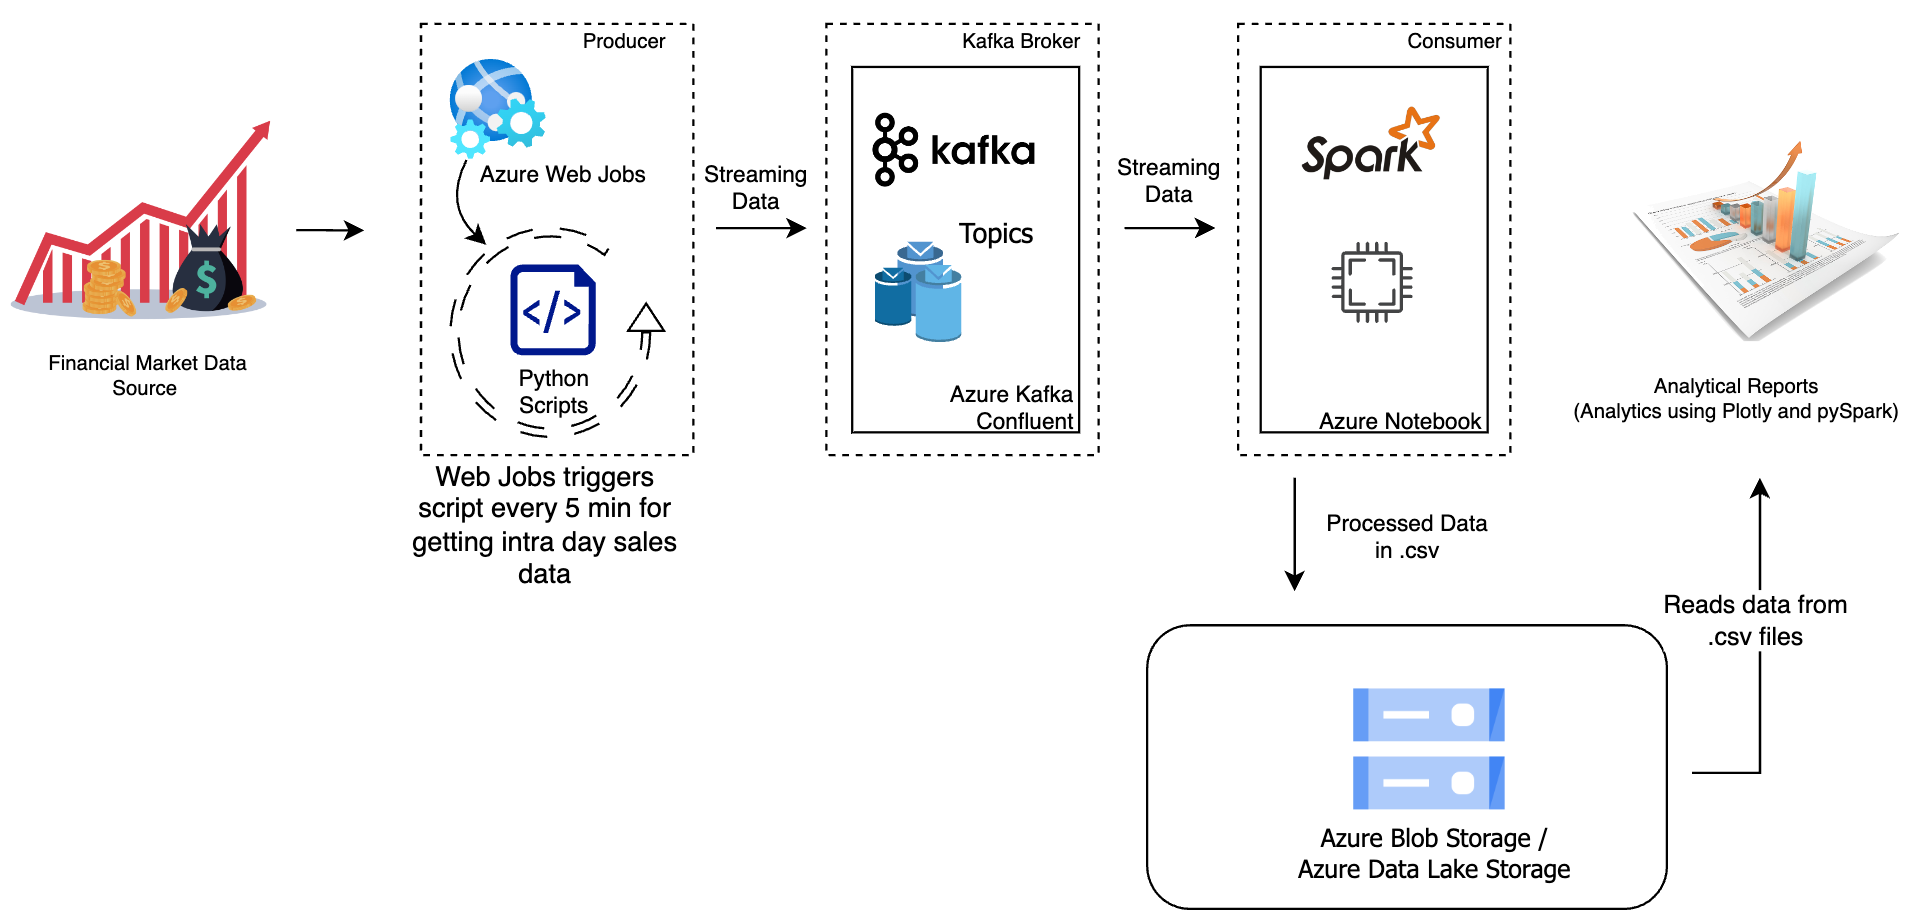 Producer
Azure Web Jobs
</>
Python
Scripts
Web Jobs triggers
script every 5 min for
getting intra day sales
data
Financial Market Data
Source
$
Streaming
Data
Kafka Broker
kafka
Topics
Azure Kafka
Confluent
Streaming
Data
Consumer
Spark
Azure Notebook
Processed Data
in .csv
Azure Blob Storage /
Azure Data Lake Storage
Reads data from
.csv files
Analytical Reports
(Analytics using Plotly and pySpark)